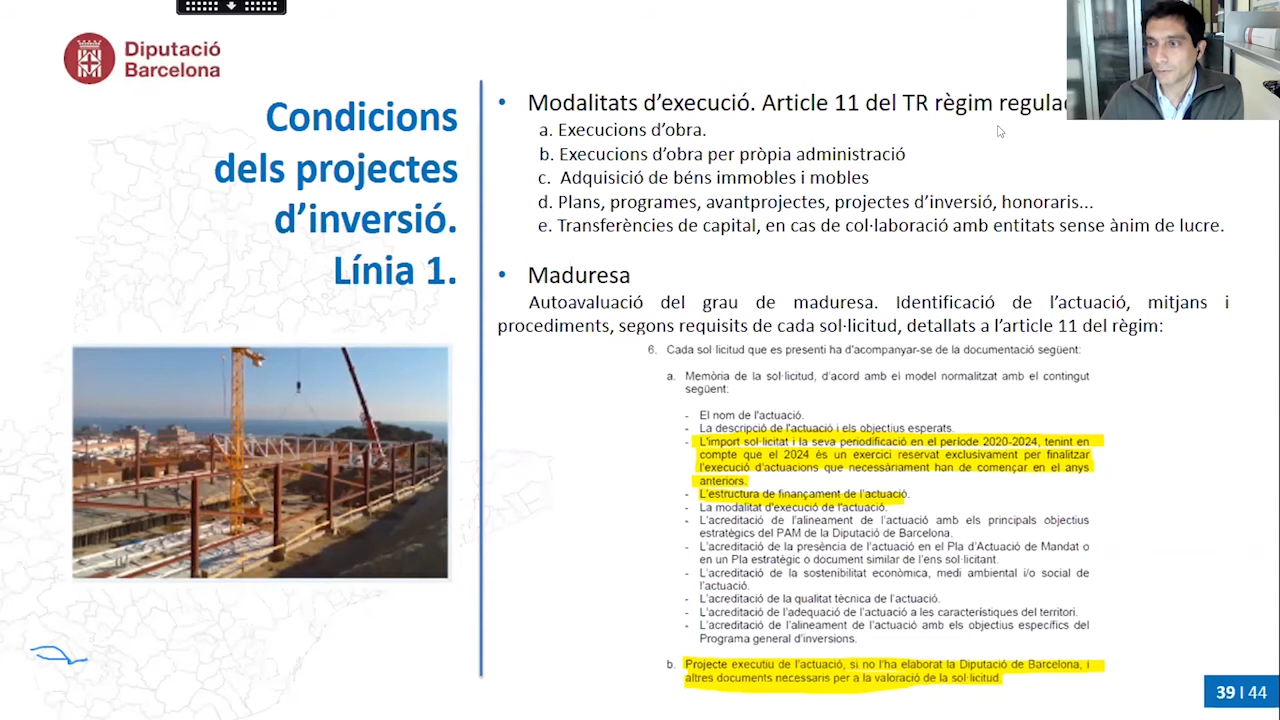 Diputació
Barcelona
Condicions
dels projectes
d'inversió.
Línia 1.
• Modalitats d'execució. Article 11 del TR règim
a. Execucions d'obra.
b. Execucions d'obra per pròpia administració
c. Adquisició de béns immobles i mobles
d. Plans, programes, avantprojectes, projectes d'inversió, honoraris...
e. Transferències de capital, en cas de col·laboració amb entitats sense ànim de lucre.
• Maduresa
Autoavaluació del grau de maduresa. Identificació de l'actuació, mitjans i
procediments, segons requisits de cada sol·licitud, detallats a l'article 11 del règim:
6. Cada sol·licitud que es presenti ha d'acompanyar-se de la documentació següent:
a. Memòria de la sol·licitud, d'acord amb el model normalitzat amb el contingut
següent:
- El nom de l'actuació.
- La descripció de l'actuació i els objectius esperats.
- L'import sol·licitat i la seva periodificació en el període 2020-2024, tenint en
compte que el 2024 és un exercici reservat exclusivament per finalitzar
l'execució d'actuacions que necessàriament han de començar en el anys
anteriors.
- L'estructura de finançament de l'actuació.
- La modalitat d'execució de l'actuació.
- L'acreditació de l'alineament de l'actuació amb els principals objectius
estratègics del PAM de la Diputació de Barcelona.
- L'acreditació de la presència de l'actuació en el Pla d'Actuació de Mandat o
en un Pla estratègic o document similar de l'ens sol·licitant.
- L'acreditació de la sostenibilitat econòmica, medi ambiental i/o social de
l'actuació.
- L'acreditació de la qualitat tècnica de l'actuació.
- L'acreditació de l'adequació de l'actuació a les característiques del territori.
- L'acreditació de l'alineament de l'actuació amb els objectius específics del
Programa general d'inversions.
b. Projecte executiu de l'actuació, si no l'ha elaborat la Diputació de Barcelona, i
altres documents necessaris per a la valoració de la sol·licitud.
39 I 44